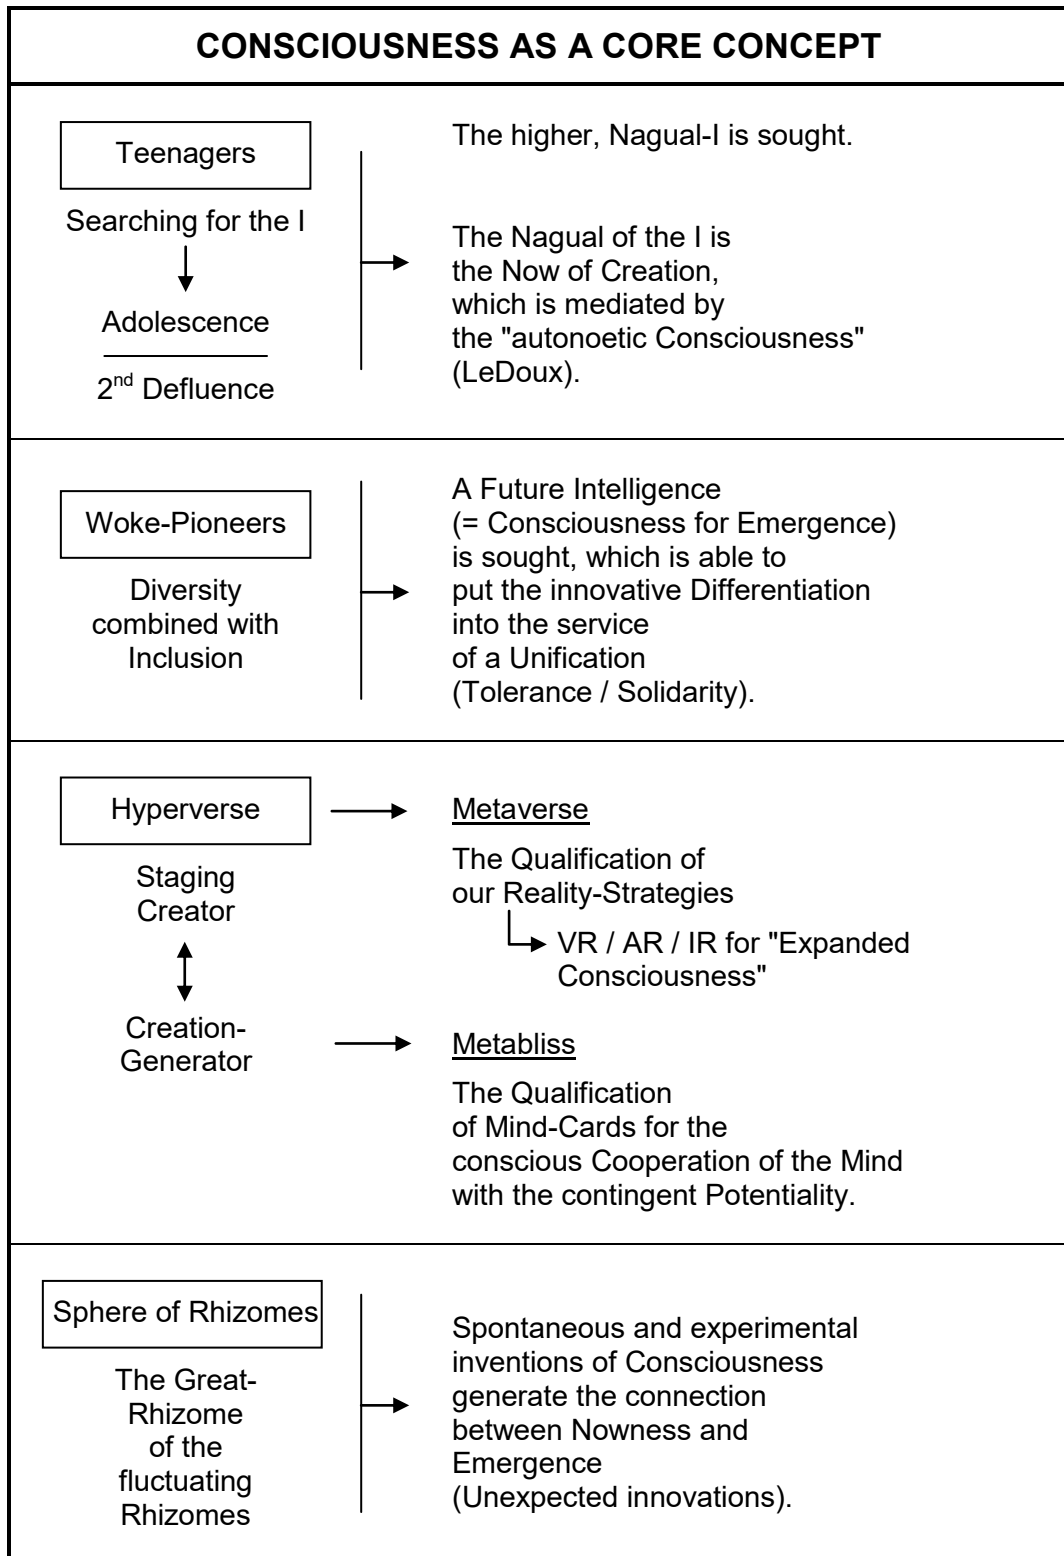 CONSCIOUSNESS AS A CORE CONCEPT
Teenagers
Searching for the I
Adolescence
2nd Defluence
The higher, Nagual-I is sought.
The Nagual of the I is
the Now of Creation,
which is mediated by
the "autonoetic Consciousness"
(LeDoux).
Woke-Pioneers
Diversity
combined with
Inclusion
A Future Intelligence
(= Consciousness for Emergence)
is sought, which is able to
put the innovative Differentiation
into the service
of a Unification
(Tolerance / Solidarity).
Hyperverse
Staging
Creator
Creation-
Generator
Metaverse
The Qualification of
our Reality-Strategies
VR / AR / IR for "Expanded
Consciousness"
Metabliss
The Qualification
of Mind-Cards for the
conscious Cooperation of the Mind
with the contingent Potentiality.
Sphere of Rhizomes
The Great-
Rhizome
of the
fluctuating
Rhizomes
Spontaneous and experimental
inventions of Consciousness
generate the connection
between Nowness and
Emergence
(Unexpected innovations).